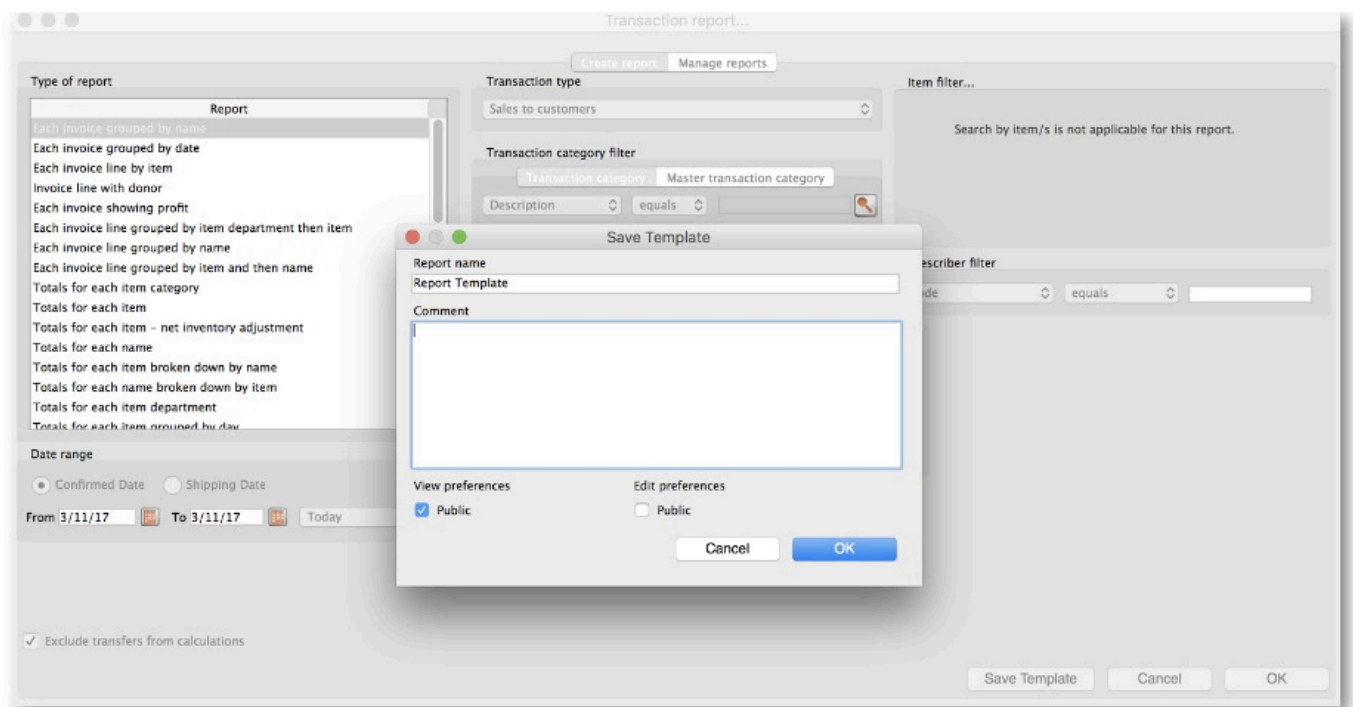 Transaction report...
Create report Manage reports
Type of report
Report
Each invoice grouped by name
Each invoice grouped by date
Each invoice line by item
Invoice line with donor
Each invoice showing profit
Each invoice line grouped by item department then item
Each invoice line grouped by name
Each invoice line grouped by item and then name
Totals for each item category
Totals for each item
Totals for each item – net inventory adjustment
Totals for each name
Totals for each item broken down by name
Totals for each name broken down by item
Totals for each item department
Totals for each item grouped by day
Date range
Confirmed Date Shipping Date
From 3/11/17 To 3/11/17 Today
Exclude transfers from calculations
Transaction type
Sales to customers
Transaction category filter
Transaction category Master transaction category
Description equals
Item filter...
Search by item/s is not applicable for this report.
escriber filter
de equals
Save Template
Report name
Report Template
Comment
View preferences Edit preferences
Public Public
Cancel OK
Save Template Cancel OK